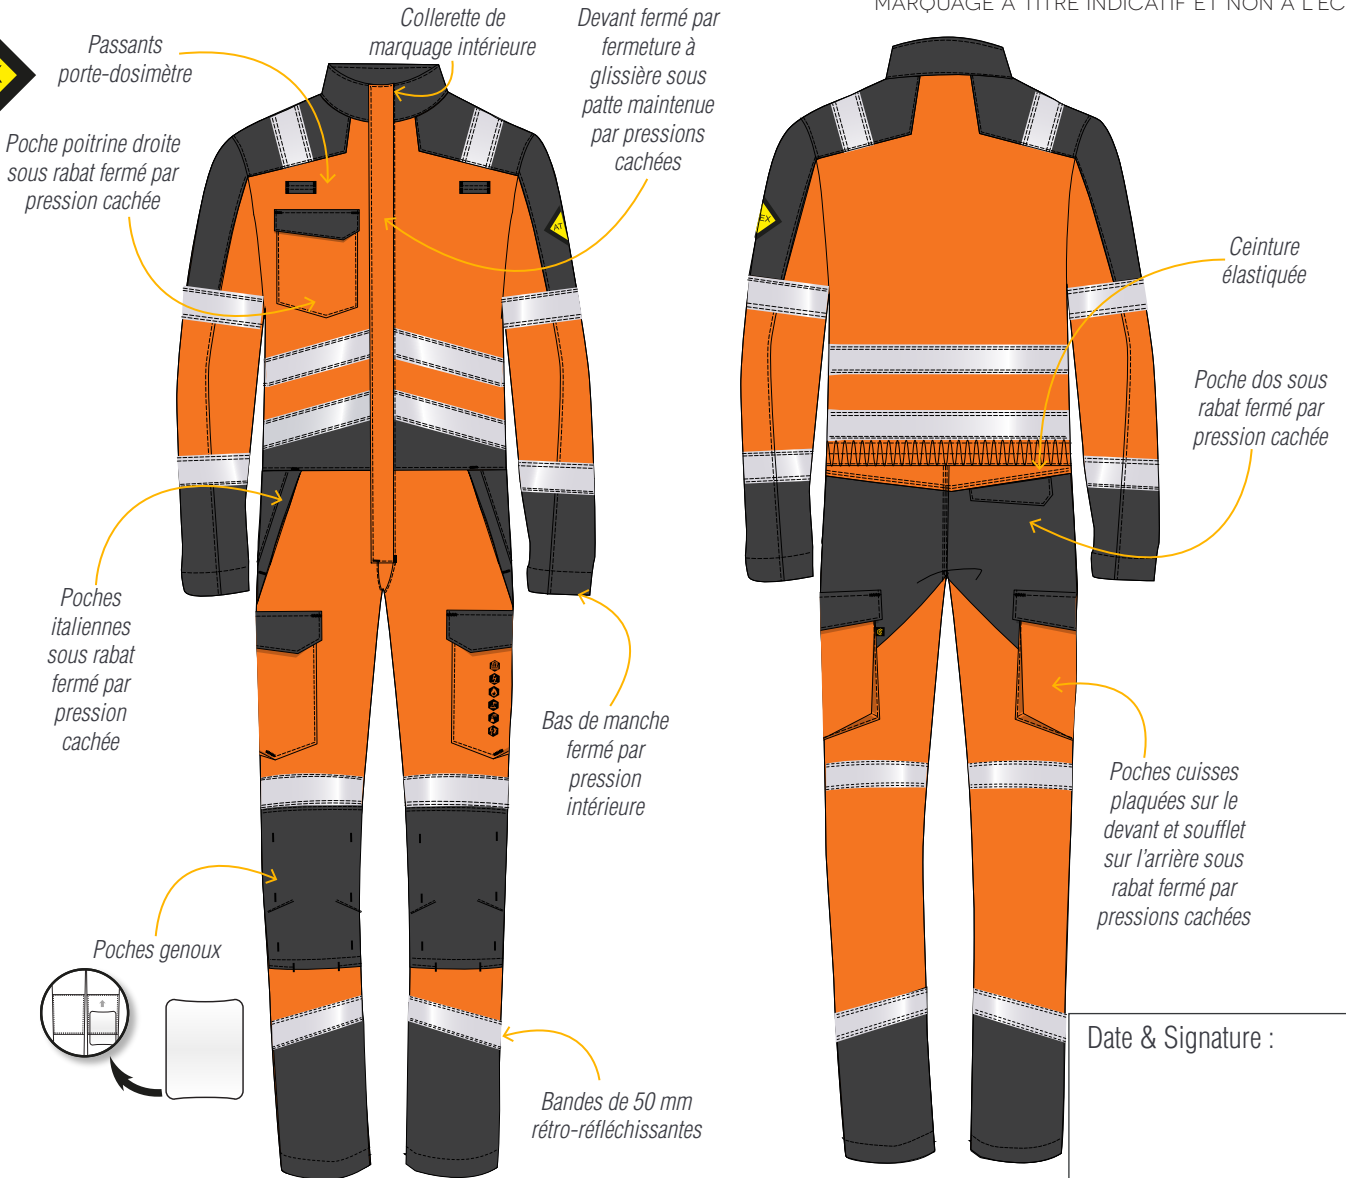 MARQUAGE À TITRE INDICATIF ET NON À L'ÉC
Collerette de
marquage intérieure
Devant fermé par
fermeture à
glissière sous
patte maintenue
par pressions
cachées
Passants
porte-dosimètre
Poche poitrine droite
sous rabat fermé par
pression cachée
AT
EX
Ceinture
élastiquée
Poche dos sous
rabat fermé par
pression cachée
Poches
italiennes
sous rabat
fermé par
pression
cachée
Bas de manche
fermé par
pression
intérieure
Poches cuisses
plaquées sur le
devant et soufflet
sur l'arrière sous
rabat fermé par
pressions cachées
Poches genoux
Bandes de 50 mm
rétro-réfléchissantes
Date & Signature :